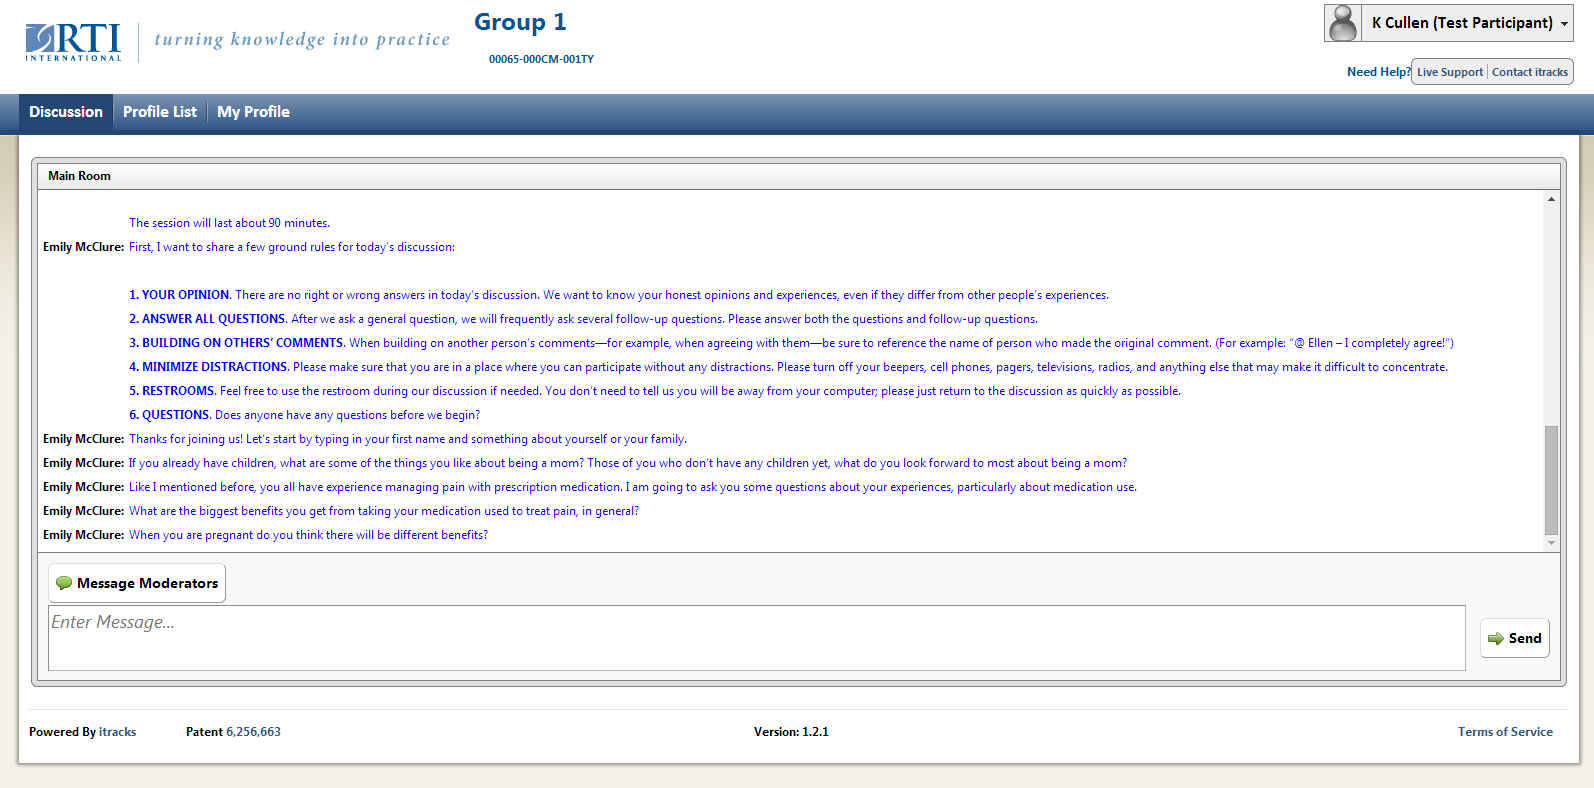 RTI
INTERNATIONAL
turning knowledge into practice
Group 1
00065-000CM-001TY
K Cullen (Test Participant)
Need Help? Live Support Contact itracks
Discussion Profile List My Profile
Main Room
The session will last about 90 minutes.
Emily McClure: First, I want to share a few ground rules for today's discussion:
1. YOUR OPINION. There are no right or wrong answers in today's discussion. We want to know your honest opinions and experiences, even if they differ from other people's experiences.
2. ANSWER ALL QUESTIONS. After we ask a general question, we will frequently ask several follow-up questions. Please answer both the questions and follow-up questions.
3. BUILDING ON OTHERS' COMMENTS. When building on another person's comments—for example, when agreeing with them—be sure to reference the name of person who made the original comment. (For example: "@ Ellen – I completely agree!")
4. MINIMIZE DISTRACTIONS. Please make sure that you are in a place where you can participate without any distractions. Please turn off your beepers, cell phones, pagers, televisions, radios, and anything else that may make it difficult to concentrate.
5. RESTROOMS. Feel free to use the restroom during our discussion if needed. You don't need to tell us you will be away from your computer; please just return to the discussion as quickly as possible.
6. QUESTIONS. Does anyone have any questions before we begin?
Emily McClure: Thanks for joining us! Let's start by typing in your first name and something about yourself or your family.
Emily McClure: If you already have children, what are some of the things you like about being a mom? Those of you who don't have any children yet, what do you look forward to most about being a mom?
Emily McClure: Like I mentioned before, you all have experience managing pain with prescription medication. I am going to ask you some questions about your experiences, particularly about medication use.
Emily McClure: What are the biggest benefits you get from taking your medication used to treat pain, in general?
Emily McClure: When you are pregnant do you think there will be different benefits?
Message Moderators
Enter Message...
Send
Powered By itracks Patent 6,256,663 Version: 1.2.1 Terms of Service